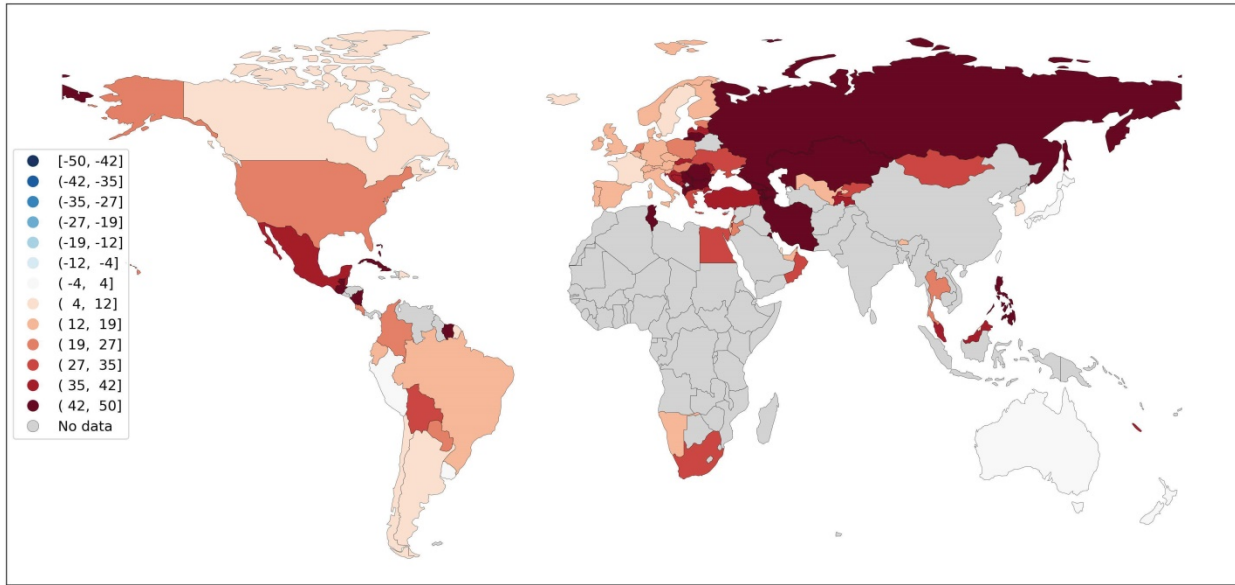 [-50, -42]
(-42, -35]
(-35, -27]
(-27, -19]
(-19, -12]
(-12, -4]
(-4, 4]
( 4, 12]
( 12, 19]
( 19, 27]
( 27, 35]
( 35, 42]
( 42, 50]
No data